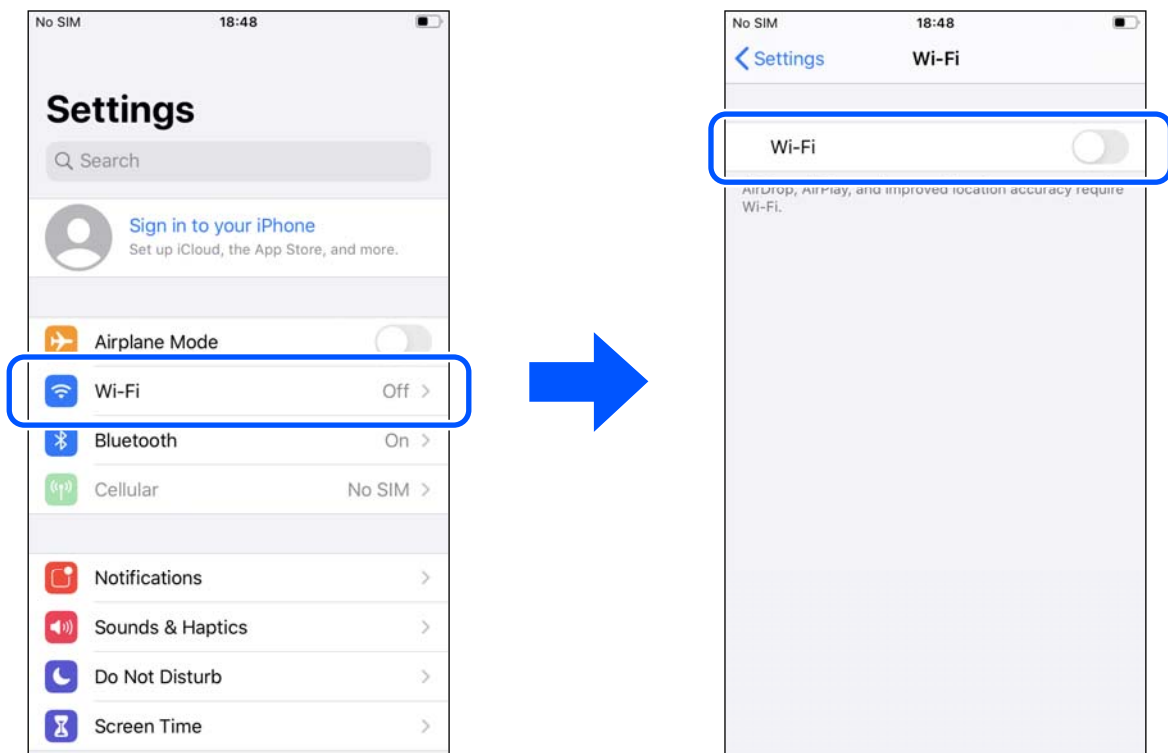 No SIM 18:48
Settings
Search
Sign in to your iPhone
Set up iCloud, the App Store, and more.
Airplane Mode
Wi-Fi Off
Bluetooth On
Cellular No SIM
Notifications
Sounds & Haptics
Do Not Disturb
Screen Time
No SIM 18:48
Settings Wi-Fi
Wi-Fi
AirDrop, AirPlay, and improved location accuracy require
Wi-Fi.